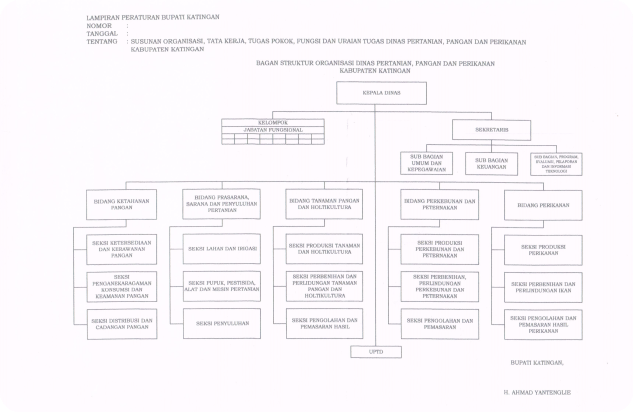 LAMPIRAN PERATURAN BUPATI KATINGAN
NOMOR :
TANGGAL :
TENTANG : SUSUNAN ORGANISASI, TATA KERJA, TUGAS POKOK, FUNGSI DAN URAIAN TUGAS DINAS PERTANIAN, PANGAN DAN PERIKANAN
KABUPATEN KATINGAN
BAGAN STRUKTUR ORGANISASI DINAS PERTANIAN, PANGAN DAN PERIKANAN
KABUPATEN KATINGAN
KEPALA DINAS
KELOMPOK
JABATAN FUNGSIONAL
SEKRETARIS
SUB BAGIAN
UMUM DAN
KEPEGAWAIAN
SUB BAGIAN
KEUANGAN
SUB BAGIAN, PROGRAM,
EVALUASI, PELAPORAN
DAN INFORMASI
TEKNOLOGI
BIDANG KETAHANAN
PANGAN
BIDANG PRASARANA,
SARANA DAN PENYULUHAN
PERTANIAN
BIDANG TANAMAN PANGAN
DAN HOLTIKULTURA
BIDANG PERKEBUNAN DAN
PETERNAKAN
BIDANG PERIKANAN
SEKSI KETERSEDIAAN
DAN KERAWANAN
PANGAN
SEKSI LAHAN DAN IRIGASI
SEKSI PRODUKSI TANAMAN
DAN HOLTIKULTURA
SEKSI PRODUKSI
PERKEBUNAN DAN
PETERNAKAN
SEKSI PRODUKSI
PERIKANAN
SEKSI
PENGANEKARAGAMAN
KONSUMSI DAN
KEAMANAN PANGAN
SEKSI PUPUK, PESTISIDA,
ALAT DAN MESIN PERTANIAN
SEKSI PERBENIHAN DAN
PERLIDUNGAN TANAMAN
PANGAN DAN
HOLTIKULTURA
SEKSI PERBENIHAN,
PERLINDUNGAN
PERKEBUNAN DAN
PETERNAKAN
SEKSI PERBENIHAN DAN
PERLINDUNGAN IKAN
SEKSI DISTRIBUSI DAN
CADANGAN PANGAN
SEKSI PENYULUHAN
SEKSI PENGOLAHAN DAN
PEMASARAN HASIL
SEKSI PENGOLAHAN DAN
PEMASARAN
SEKSI PENGOLAHAN DAN
PEMASARAN HASIL
PERIKANAN
UPTD
BUPATI KATINGAN,
H. AHMAD YANTENGLIE